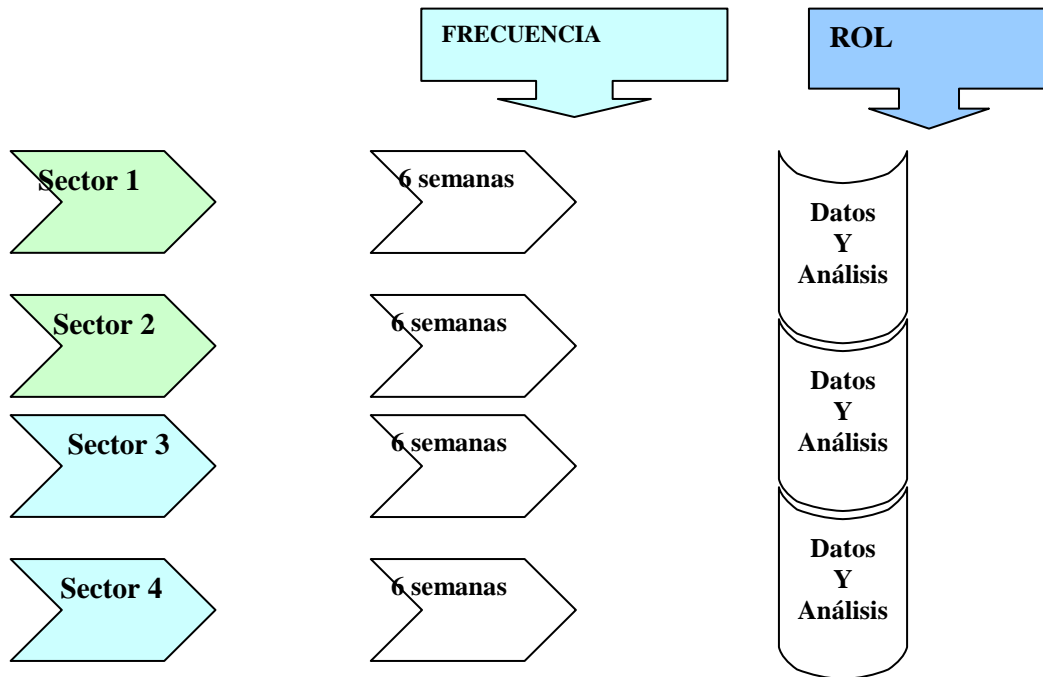 FRECUENCIA
ROL
Sector 1
6 semanas
Datos
Y
Análisis
Sector 2
6 semanas
Datos
Y
Análisis
Sector 3
6 semanas
Sector 4
6 semanas
Datos
Y
Análisis